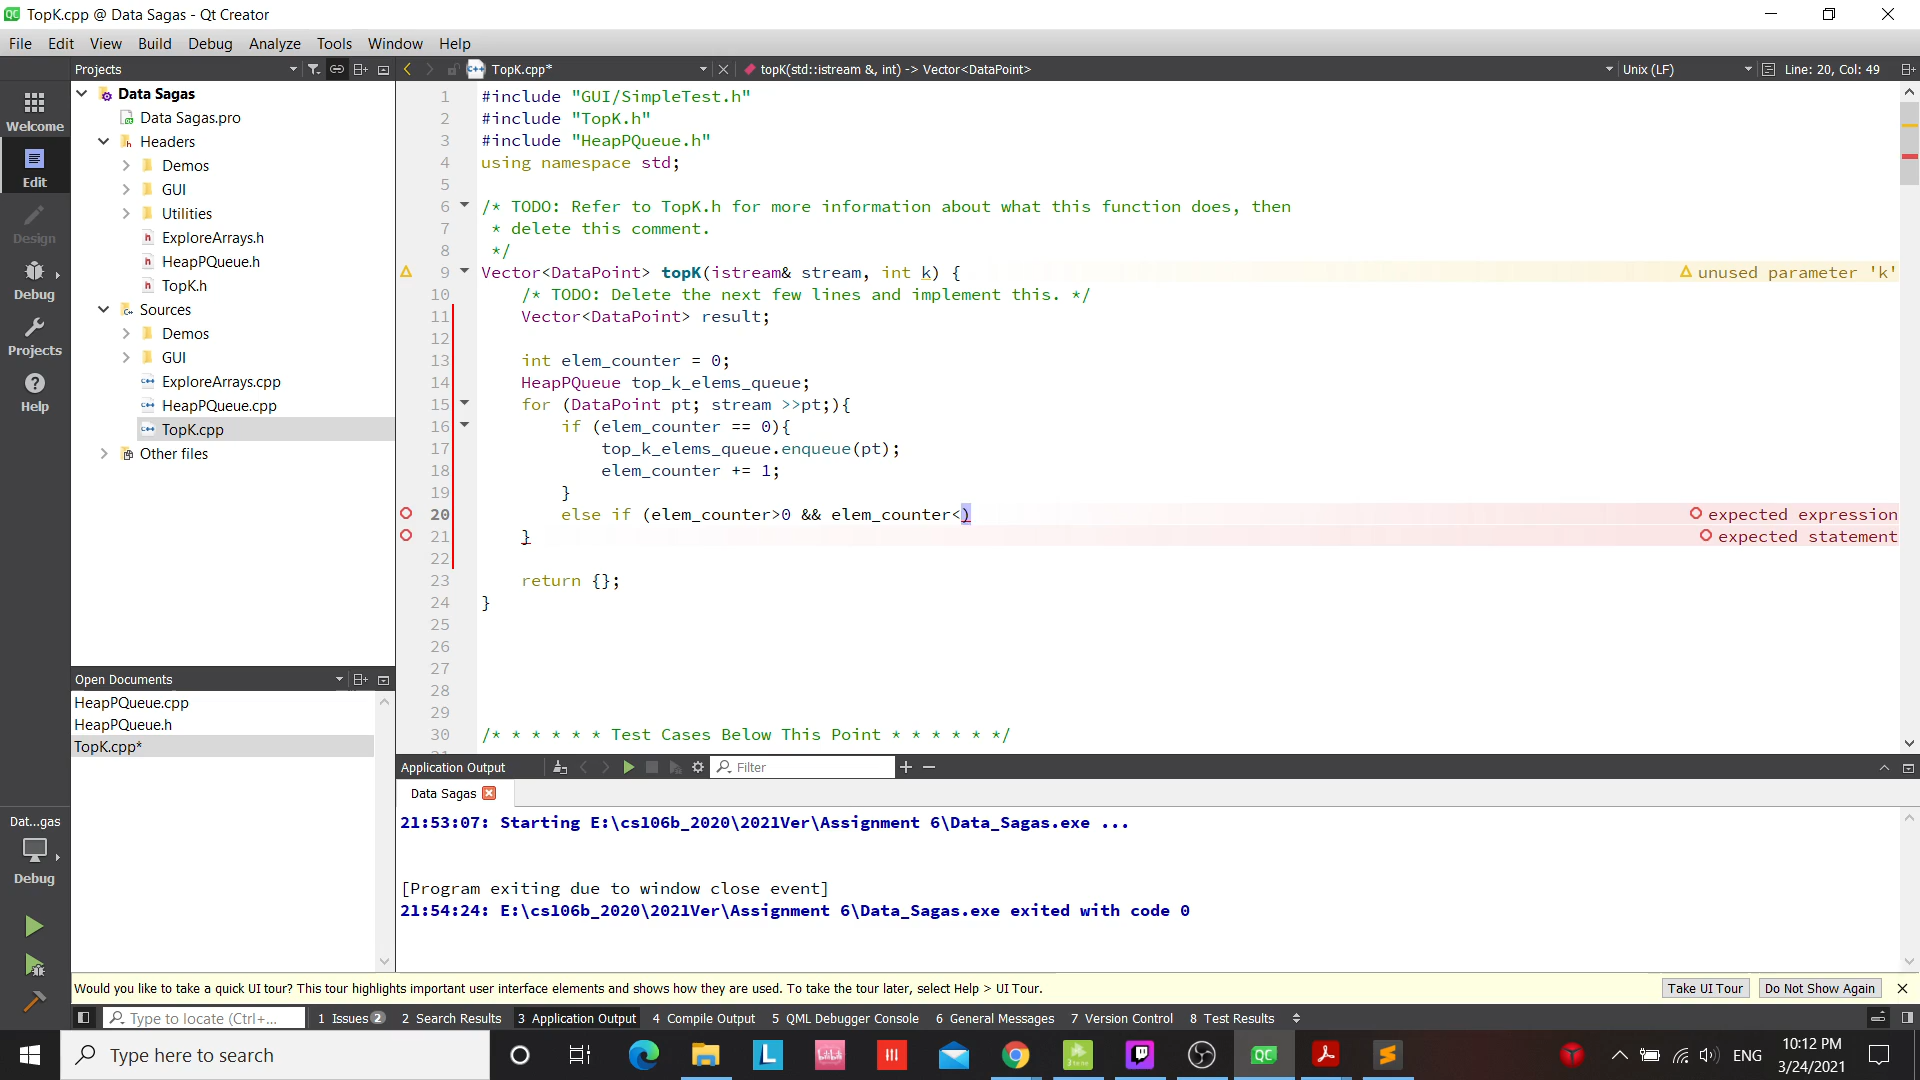 TopK.cpp @ Data Sagas - Qt Creator
File Edit View Build Debug Analyze Tools Window Help
Projects
TopK.cpp*
topK(std::istream &, int) -> Vector<DataPoint>
Unix (LF)
Line: 20, Col: 49
Welcome
Edit
Design
Debug
Projects
Help
Data Sagas
Data Sagas.pro
Headers
Demos
GUI
Utilities
ExploreArrays.h
HeapPQueue.h
TopK.h
Sources
Demos
GUI
ExploreArrays.cpp
HeapPQueue.cpp
TopK.cpp
Other files
1 #include "GUI/SimpleTest.h"
2 #include "TopK.h"
3 #include "HeapPQueue.h"
4 using namespace std;
5
6 /* TODO: Refer to TopK.h for more information about what this function does, then
7 * delete this comment.
8 */
9 Vector<DataPoint> topK(istream& stream, int k) { unused parameter 'k'
10 /* TODO: Delete the next few lines and implement this. */
11 Vector<DataPoint> result;
12
13 int elem_counter = 0;
14 HeapPQueue top_k_elems_queue;
15 for (DataPoint pt; stream >>pt;){
16 if (elem_counter == 0){
17 top_k_elems_queue.enqueue(pt);
18 elem_counter += 1;
19 }
20 else if (elem_counter>0 && elem_counter<) expected expression
21 } expected statement
22
23 return {};
24 }
25
26
27
28
29
30 /* * * * * * Test Cases Below This Point * * * * * */
Open Documents
HeapPQueue.cpp
HeapPQueue.h
TopK.cpp*
Dat...gas
Debug
Application Output
Filter
Data Sagas
21:53:07: Starting E:\cs106b_2020\2021Ver\Assignment 6\Data_Sagas.exe ...
[Program exiting due to window close event]
21:54:24: E:\cs106b_2020\2021Ver\Assignment 6\Data_Sagas.exe exited with code 0
Would you like to take a quick UI tour? This tour highlights important user interface elements and shows how they are used. To take the tour later, select Help > UI Tour.
Take UI Tour
Do Not Show Again
Type to locate (Ctrl+...
1 Issues 2
2 Search Results
3 Application Output
4 Compile Output
5 QML Debugger Console
6 General Messages
7 Version Control
8 Test Results
Type here to search
ENG
10:12 PM
3/24/2021